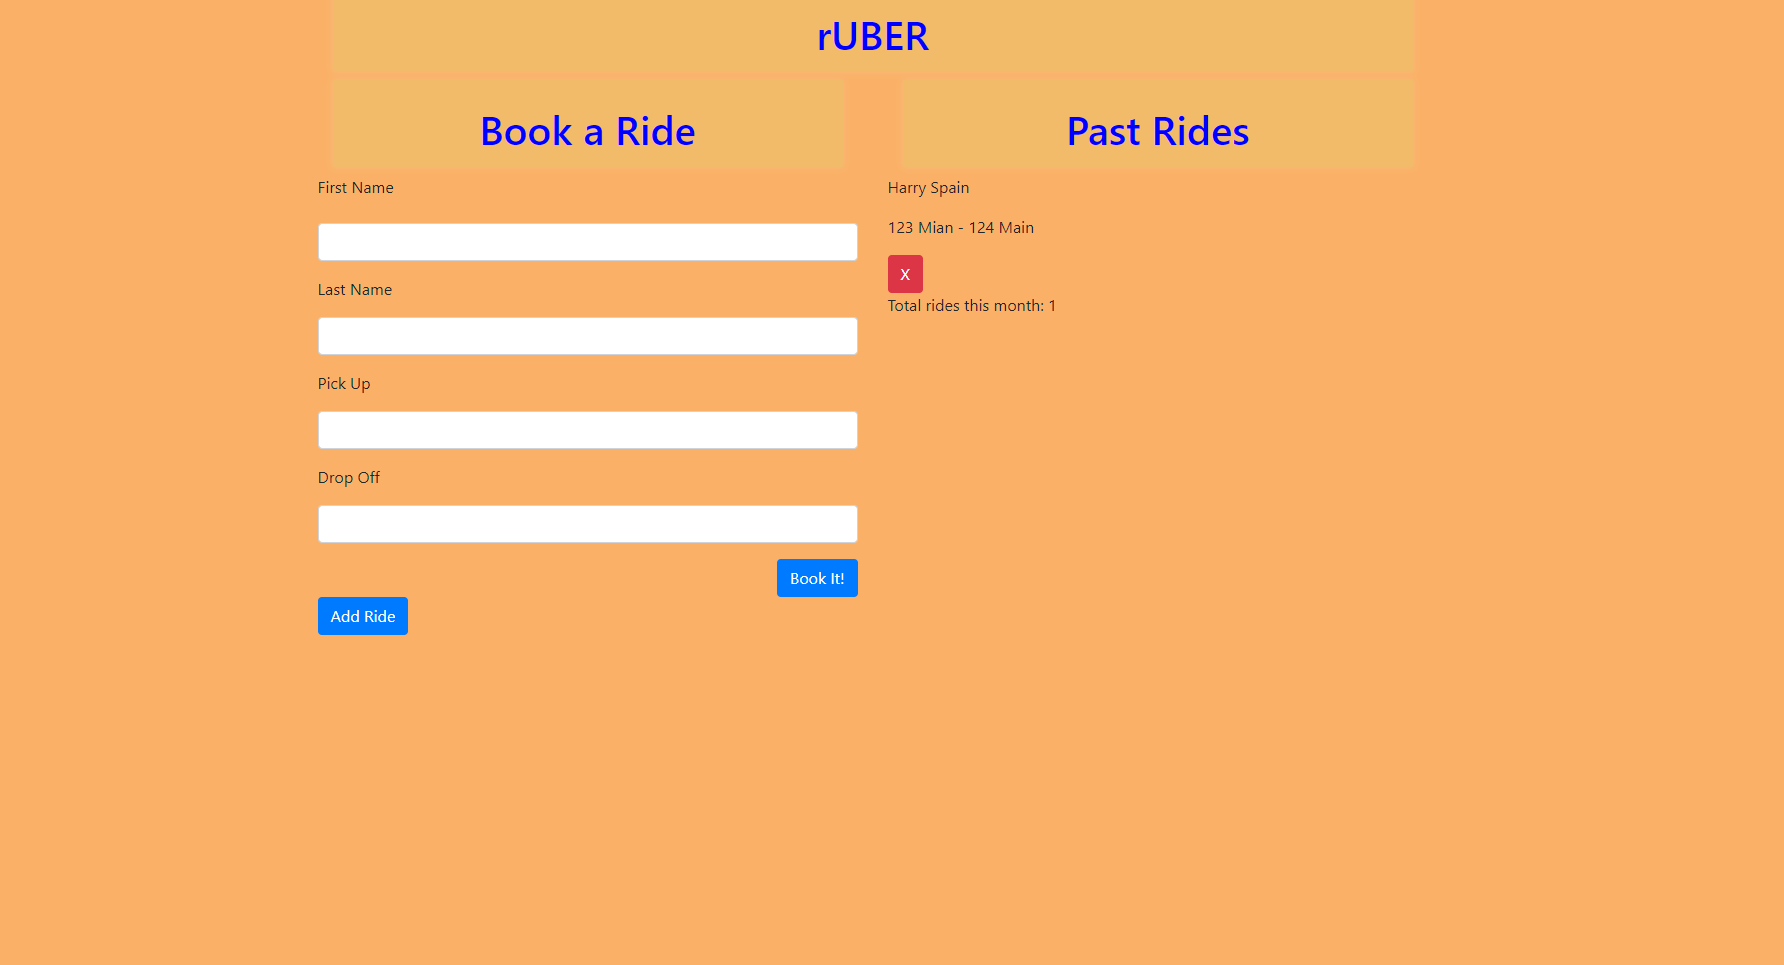 rUBER
Book a Ride
First Name
Last Name
Pick Up
Drop Off
Book It!
Add Ride
Past Rides
Harry Spain
123 Mian - 124 Main
X
Total rides this month: 1